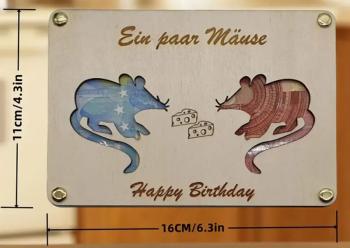 Ein paar Mäuse
11cm/4.3in
Happy Birthday
16CM/6.3in